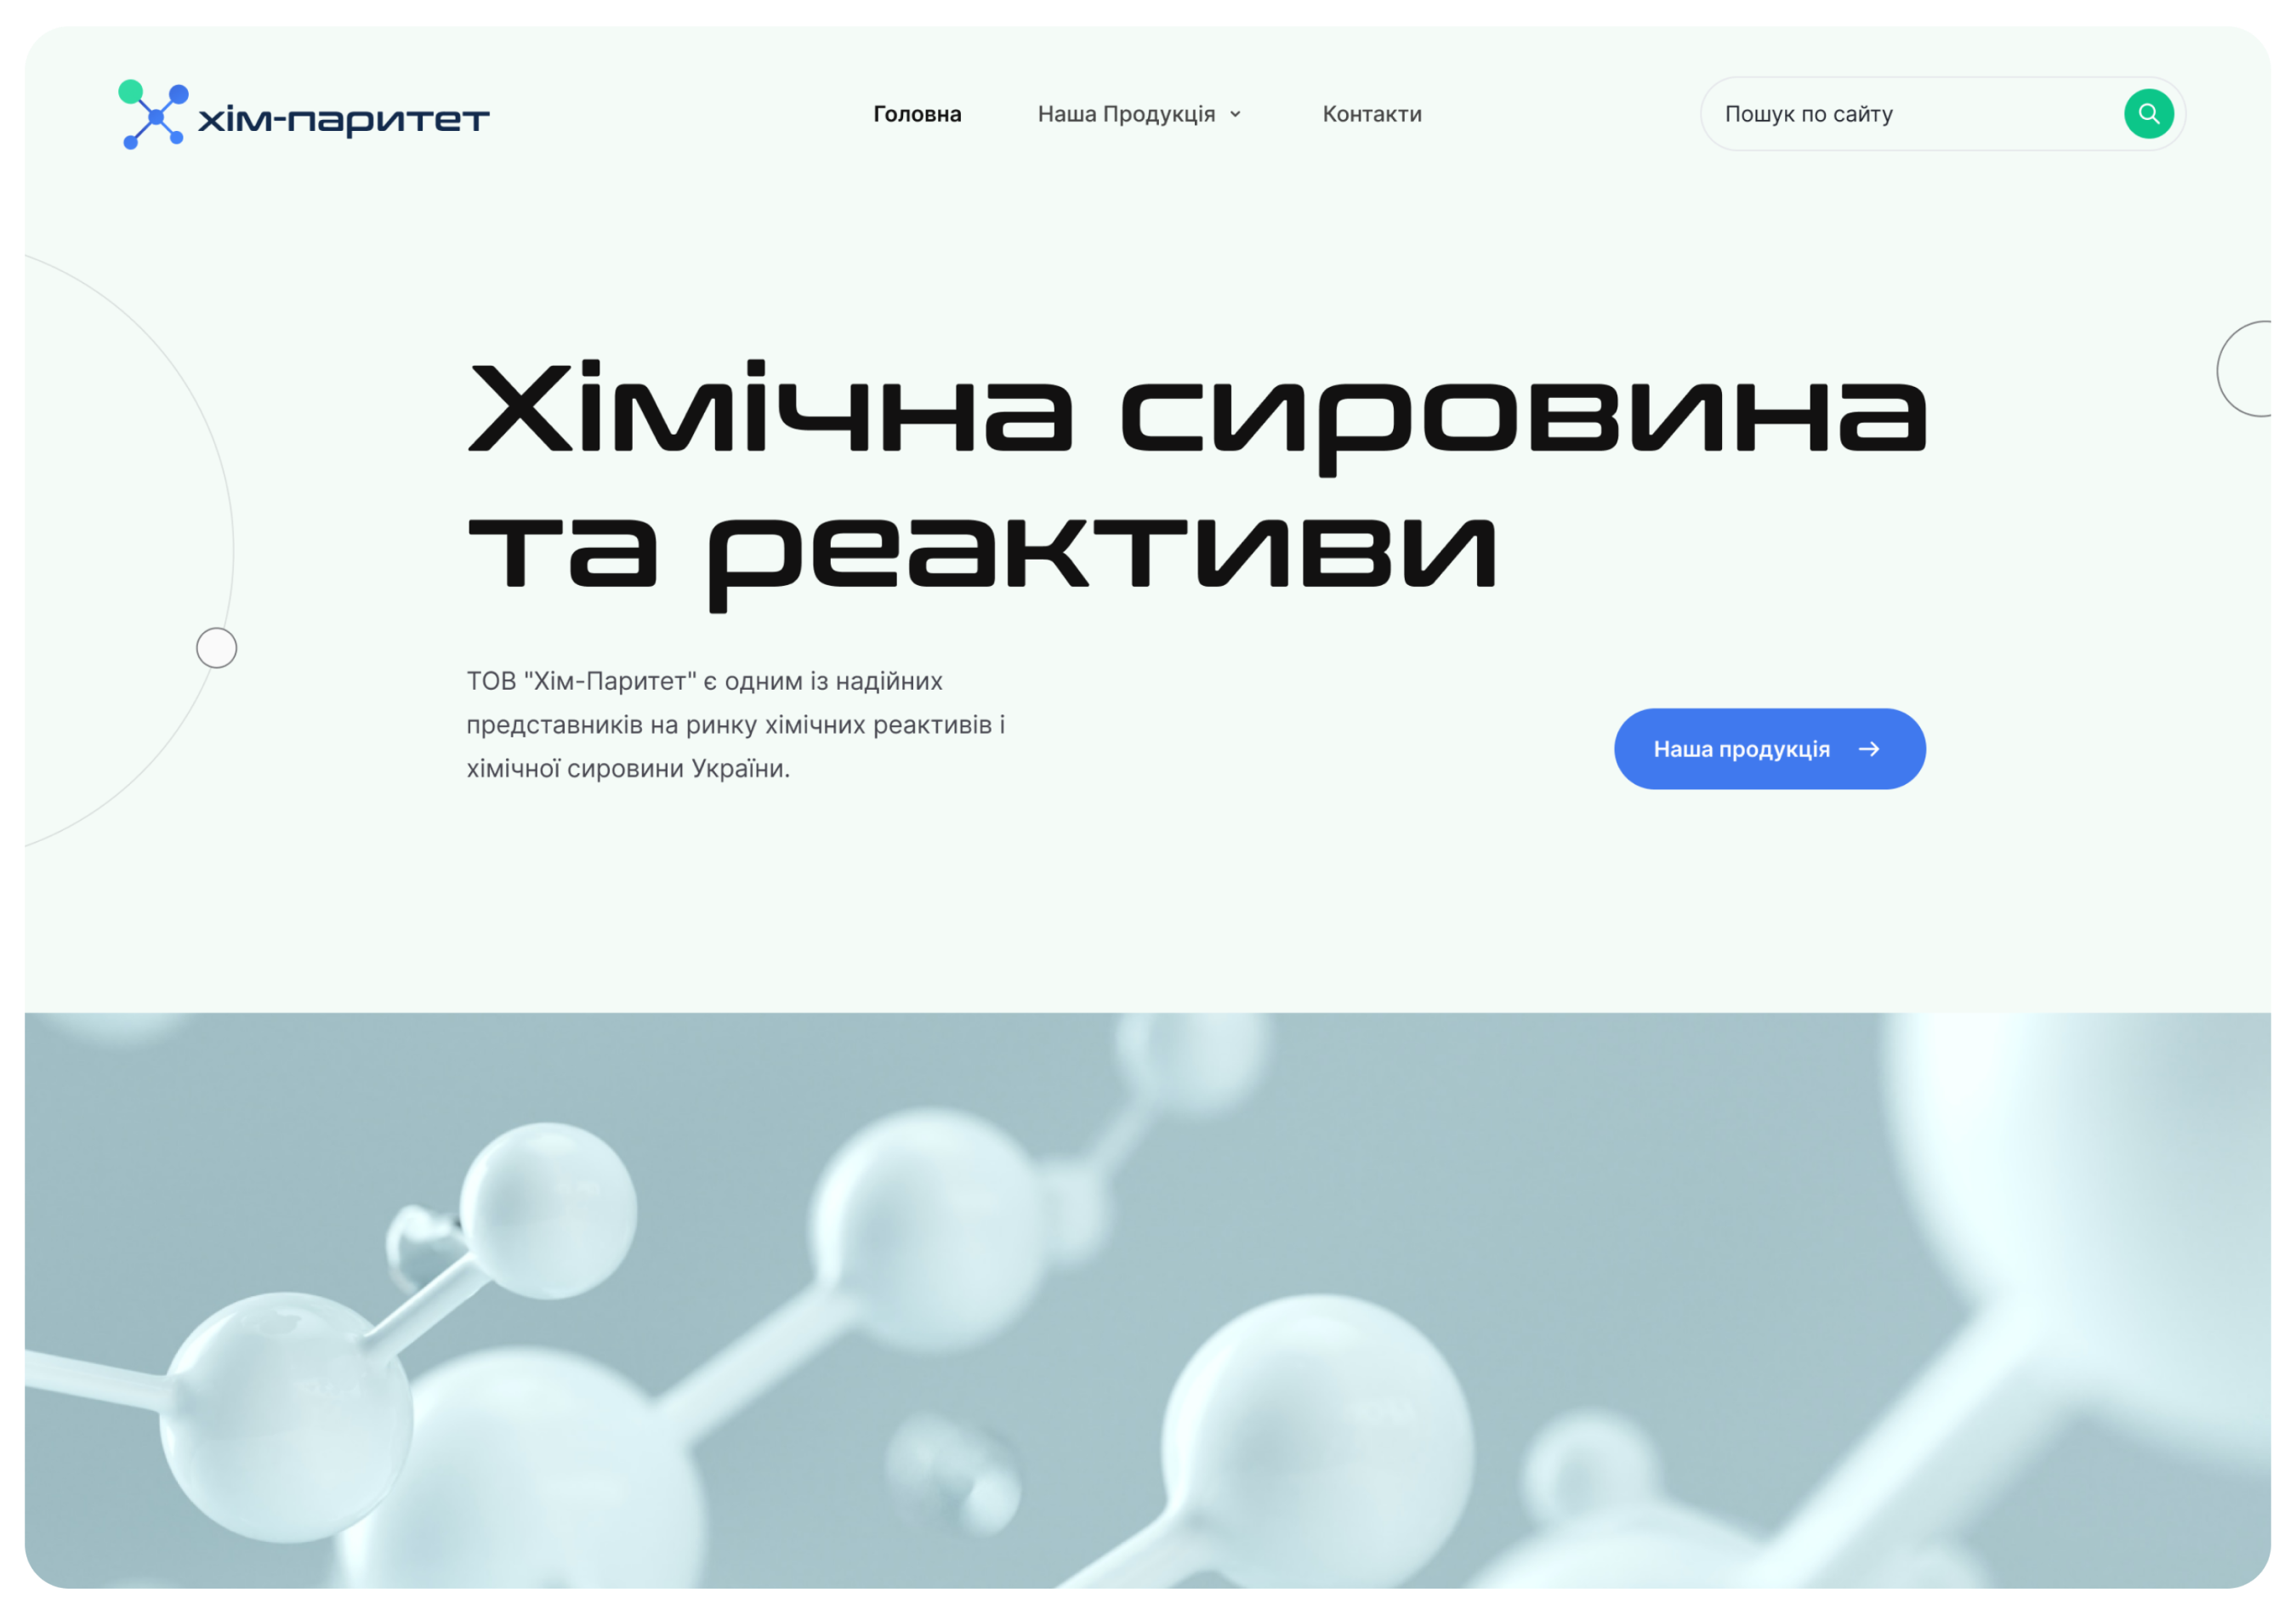 хім-паритет
Головна
Наша Продукція
Контакти
Пошук по сайту
Хімічна сировина
та реактиви
ТОВ "Хім-Паритет" є одним із надійних
представників на ринку хімічних реактивів і
хімічної сировини України.
Наша продукція